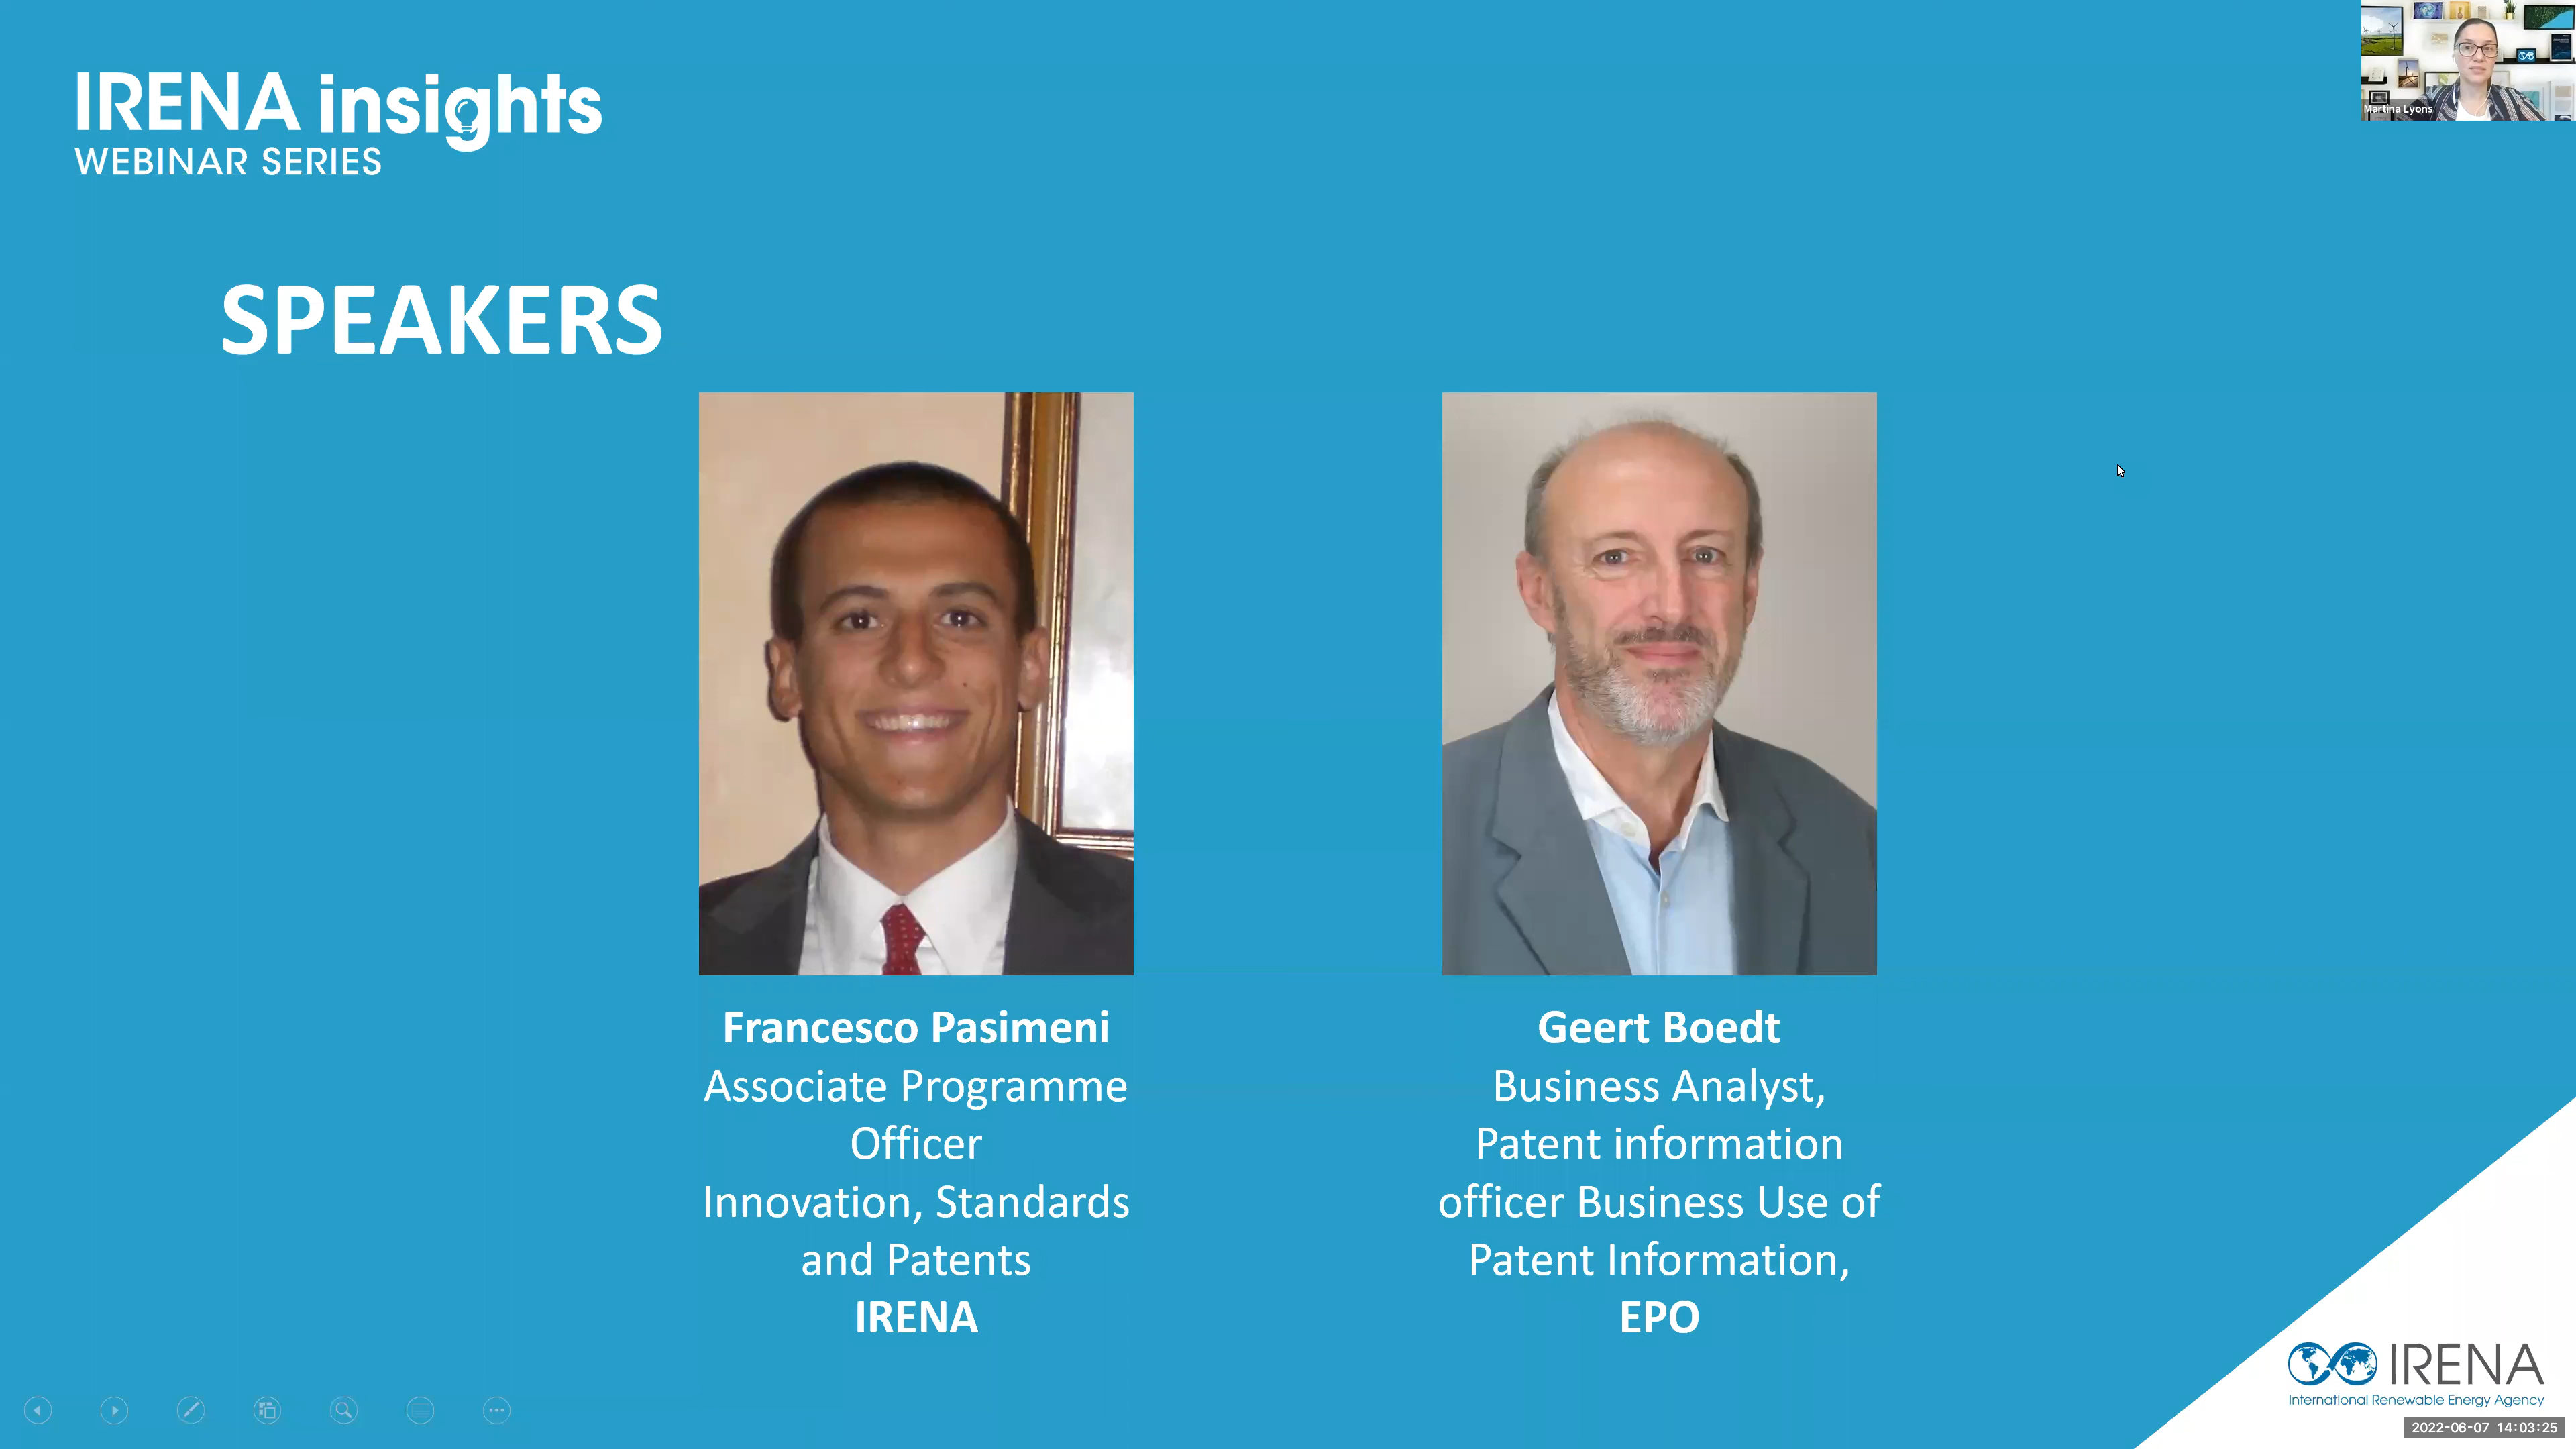 IRENA insights
WEBINAR SERIES
Martina Lyons
SPEAKERS
Francesco Pasimeni
Associate Programme
Officer
Innovation, Standards
and Patents
IRENA
Geert Boedt
Business Analyst,
Patent information
officer Business Use of
Patent Information,
EPO
IRENA
International Renewable Energy Agency
2022-06-07 14:03:25